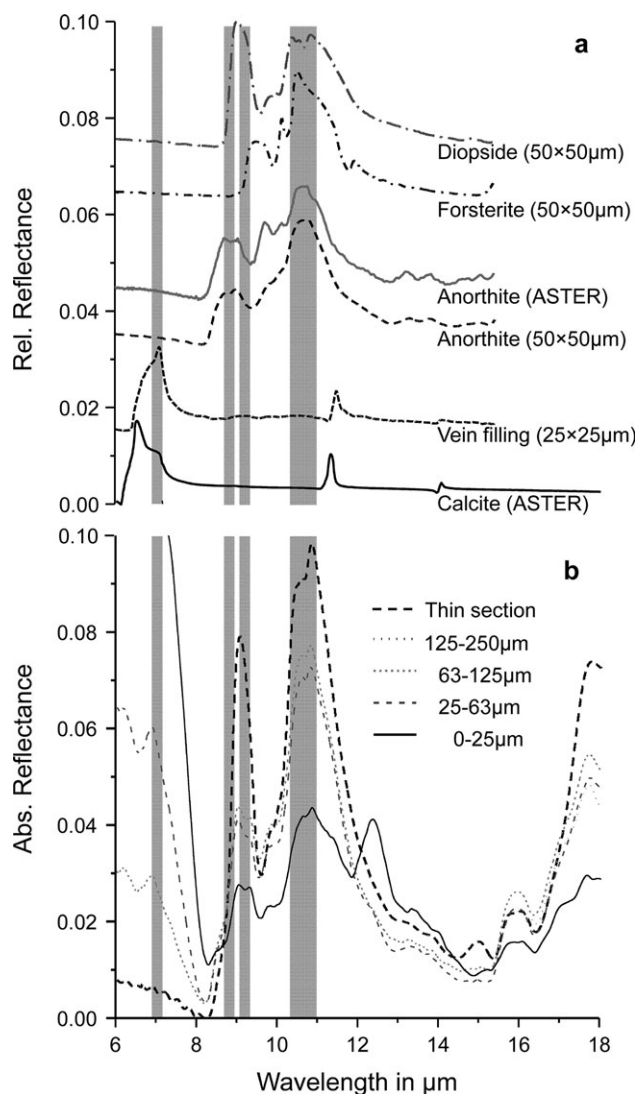 a
0.10
0.08
0.06
0.04
0.02
0.00
Rel. Reflectance
Diopside (50×50µm)
Forsterite (50×50µm)
Anorthite (ASTER)
Anorthite (50×50µm)
Vein filling (25×25µm)
Calcite (ASTER)
b
0.10
0.08
0.06
0.04
0.02
0.00
Abs. Reflectance
Thin section
125-250µm
63-125µm
25-63µm
0-25µm
6 8 10 12 14 16 18
Wavelength in µm